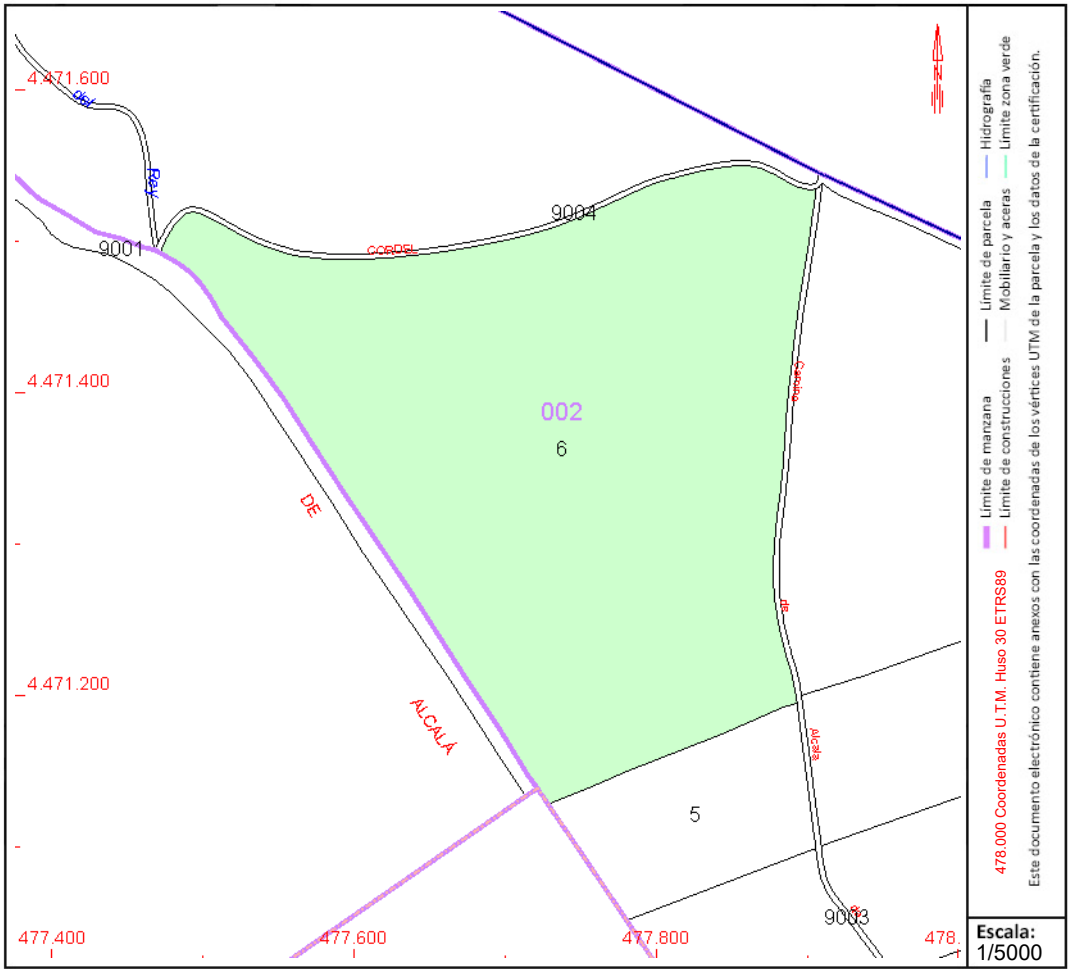 4.471.600
del
Rey
9004
9001
CORDEL
4.471.400
Camino
002
6
DE
de
4.471.200
ALCALÁ
Alcala
5
de
9003
477.400
477.600
477.800
478.
N
Límite de manzana
Límite de parcela
Hidrografía
478.000 Coordenadas U.T.M. Huso 30 ETRS89
Límite de construcciones
Mobiliario y aceras
Límite zona verde
Este documento electrónico contiene anexos con las coordenadas de los vértices UTM de la parcela y los datos de la certificación.
Escala:
1/5000